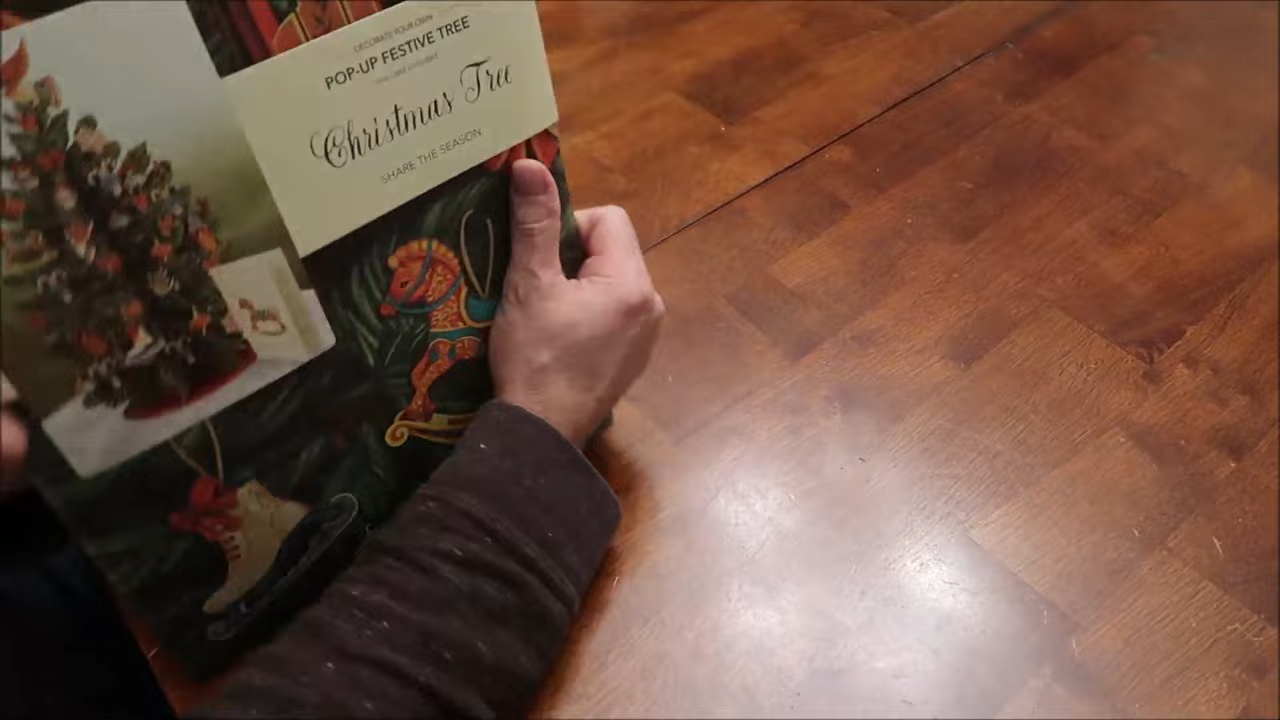 DECORATE YOUR OWN
POP-UP FESTIVE TREE
Christmas Tree
SHARE THE SEASON